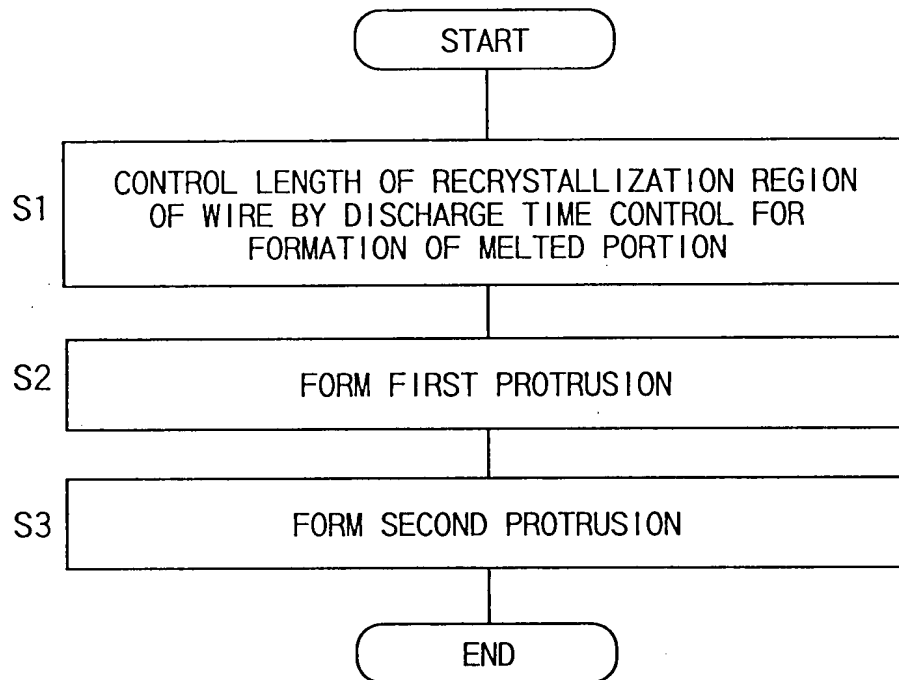 START
S1
CONTROL LENGTH OF RECRYSTALLIZATION REGION
OF WIRE BY DISCHARGE TIME CONTROL FOR
FORMATION OF MELTED PORTION
S2
FORM FIRST PROTRUSION
S3
FORM SECOND PROTRUSION
END